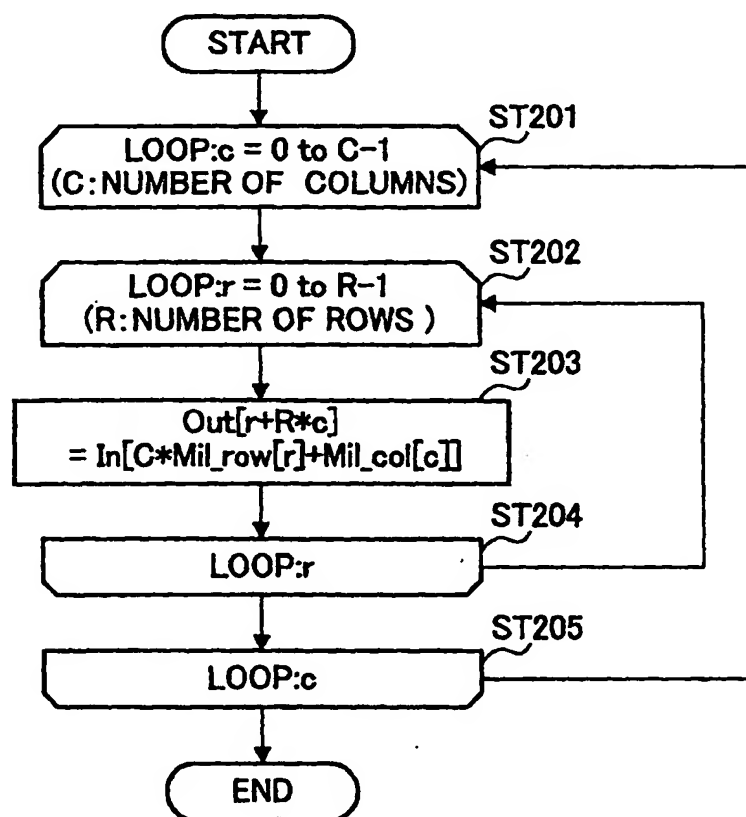 START
ST201
LOOP:c = 0 to C-1
(C:NUMBER OF COLUMNS)
ST202
LOOP:r = 0 to R-1
(R:NUMBER OF ROWS )
ST203
Out[r+R*c]
= In[C*Mil_row[r]+Mil_col[c]]
ST204
LOOP:r
ST205
LOOP:c
END